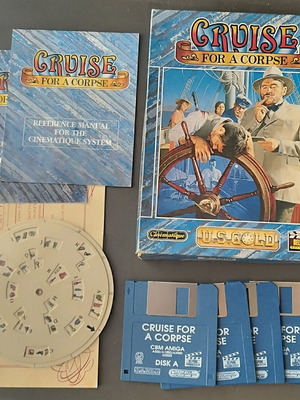 CRUISE
FOR A CORPSE
REFERENCE MANUAL
FOR THE
CINEMATIQUE SYSTEM
CRUISE
FOR A CORPSE
Cinématique
U.S. GOLD
CRUISE FOR
A CORPSE
CBM AMIGA
DISK A